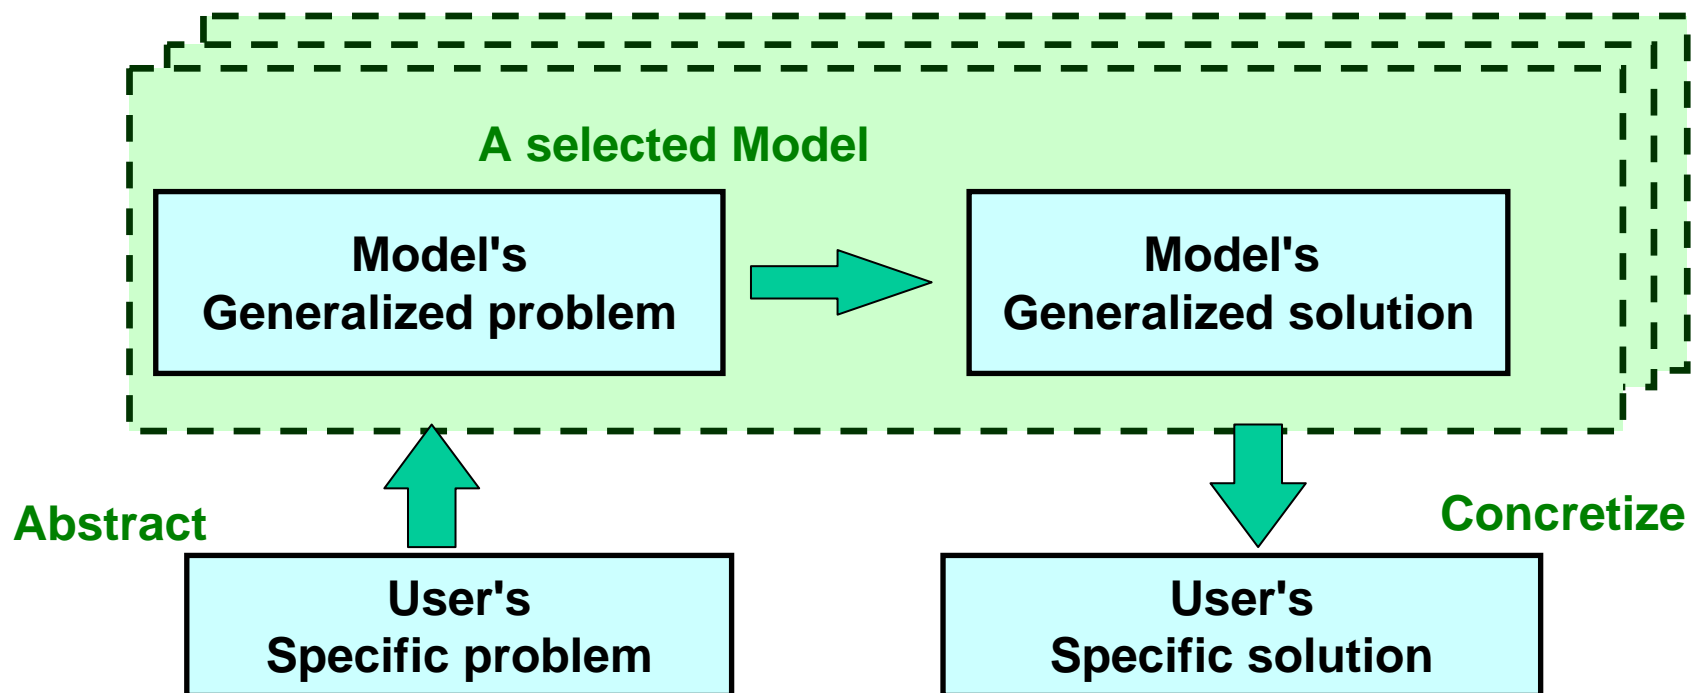 A selected Model
Model's
Generalized problem
Model's
Generalized solution
Abstract
Concretize
User's
Specific problem
User's
Specific solution